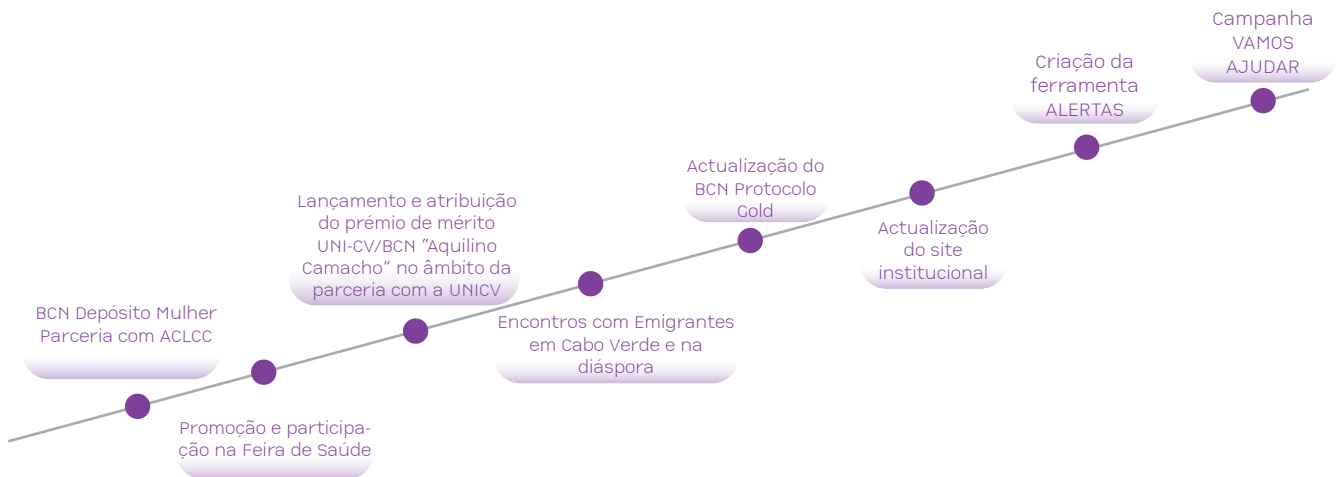 BCN Depósito Mulher
Parceria com ACLCC
Promoção e participa-
ção na Feira de Saúde
Lançamento e atribuição
do prémio de mérito
UNI-CV/BCN “Aquilino
Camacho” no âmbito da
parceria com a UNICV
Encontros com Emigrantes
em Cabo Verde e na
diáspora
Actualização do
BCN Protocolo
Gold
Actualização
do site
institucional
Criação da
ferramenta
ALERTAS
Campanha
VAMOS
AJUDAR